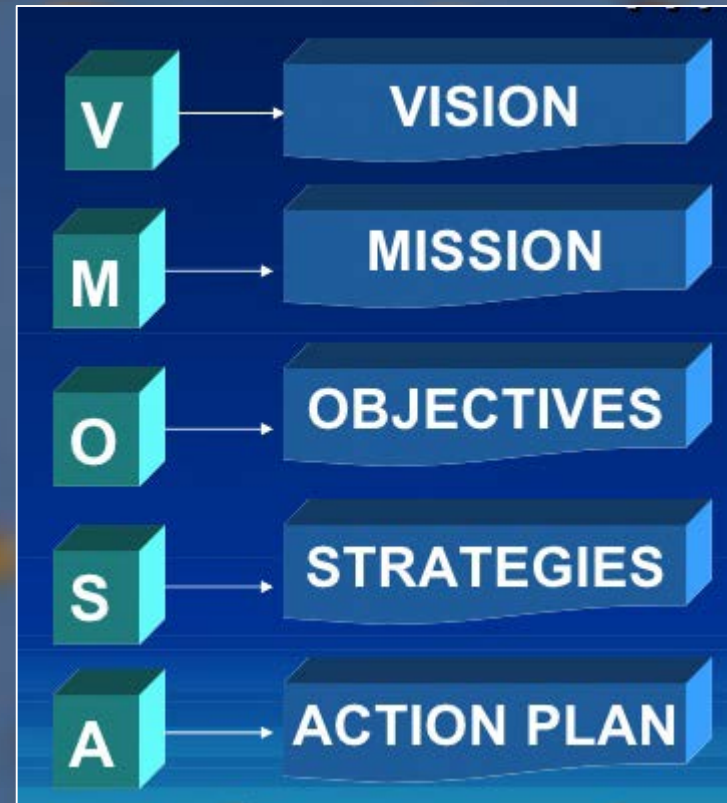 V VISION
M MISSION
O OBJECTIVES
S STRATEGIES
A ACTION PLAN